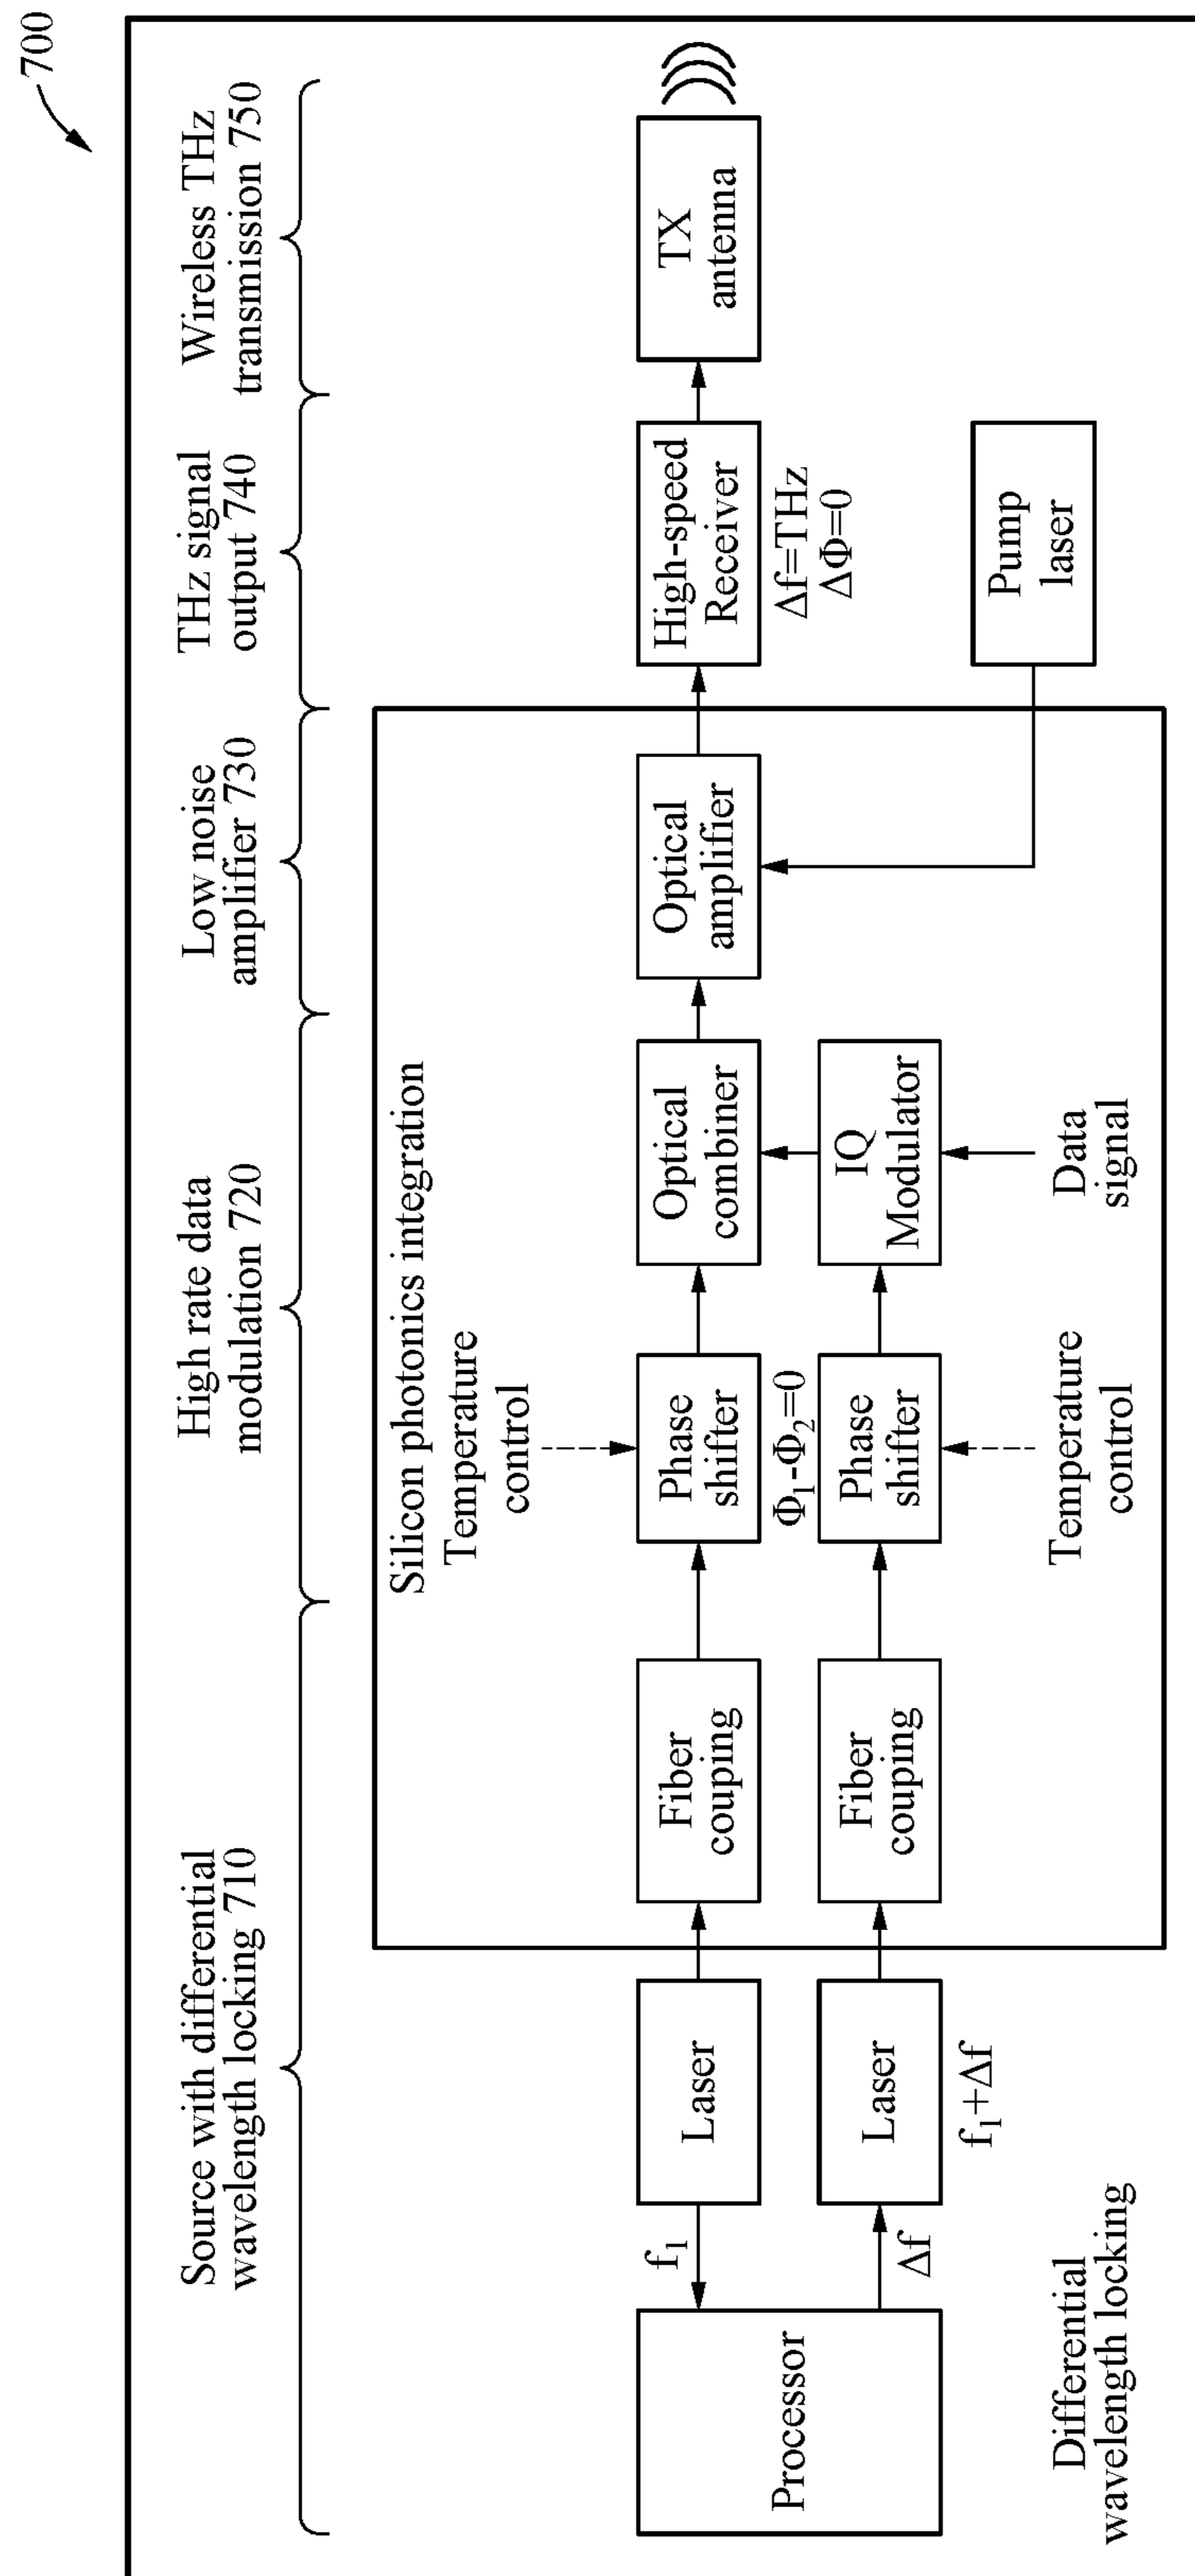 700
Source with differential
wavelength locking 710
High rate data
modulation 720
Low noise
amplifier 730
THz signal
output 740
Wireless THz
transmission 750
Silicon photonics integration
Temperature
control
Processor
f₁
Δf
Laser
Laser
f₁+Δf
Differential
wavelength locking
Fiber
couping
Fiber
couping
Phase
shifter
Φ₁-Φ₂=0
Phase
shifter
Temperature
control
Optical
combiner
IQ
Modulator
Data
signal
Optical
amplifier
High-speed
Receiver
Δf=THz
ΔΦ=0
Pump
laser
TX
antenna